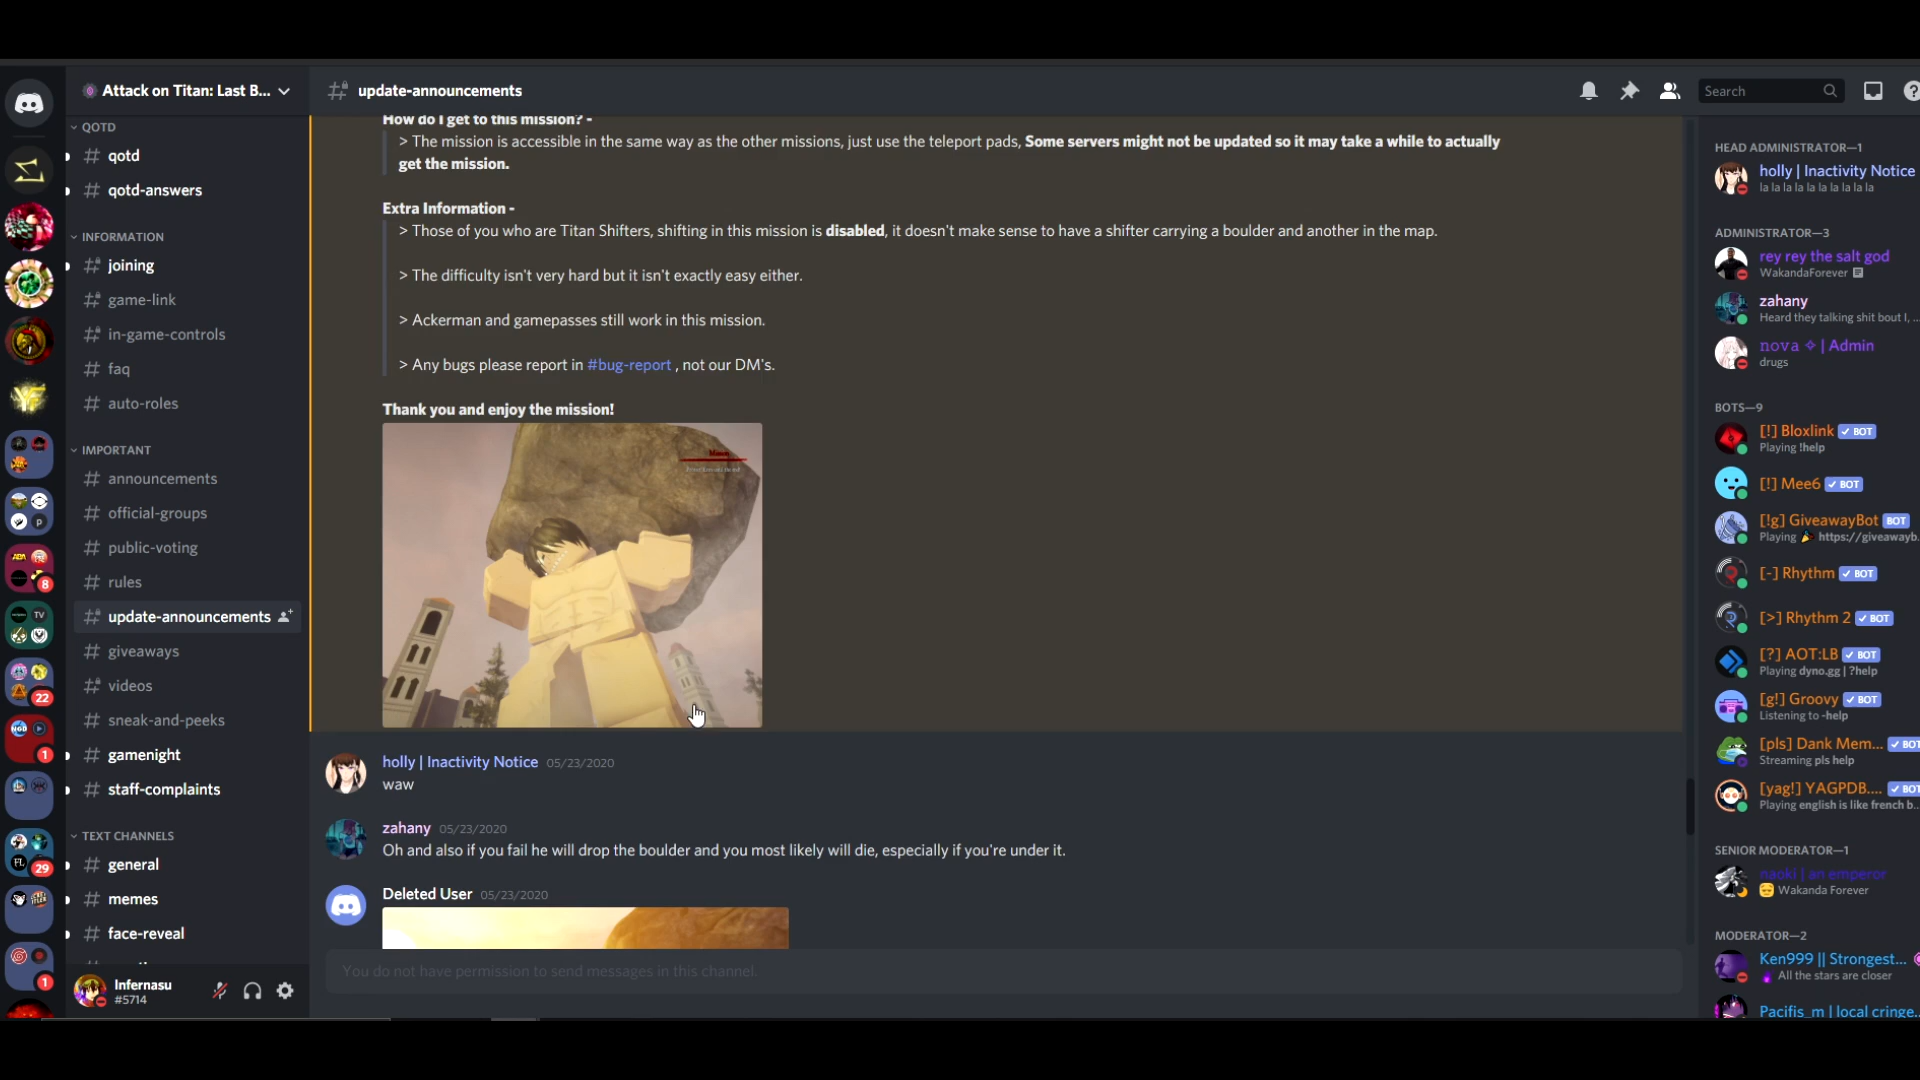 Attack on Titan: Last B...
update-announcements
Search
QOTD
qotd
qotd-answers
INFORMATION
joining
game-link
in-game-controls
faq
auto-roles
IMPORTANT
announcements
official-groups
public-voting
rules
update-announcements
giveaways
videos
sneak-and-peeks
gamenight
staff-complaints
TEXT CHANNELS
general
memes
face-reveal
Infernasu
#5714
8
22
1
29
1
How do I get to this mission? -
> The mission is accessible in the same way as the other missions, just use the teleport pads, Some servers might not be updated so it may take a while to actually
get the mission.
Extra Information -
> Those of you who are Titan Shifters, shifting in this mission is disabled, it doesn't make sense to have a shifter carrying a boulder and another in the map.
> The difficulty isn't very hard but it isn't exactly easy either.
> Ackerman and gamepasses still work in this mission.
> Any bugs please report in #bug-report , not our DM's.
Thank you and enjoy the mission!
holly | Inactivity Notice 05/23/2020
waw
zahany 05/23/2020
Oh and also if you fail he will drop the boulder and you most likely will die, especially if you're under it.
Deleted User 05/23/2020
You do not have permission to send messages in this channel.
HEAD ADMINISTRATOR—1
holly | Inactivity Notice
la la la la la la la la la la
ADMINISTRATOR—3
rey rey the salt god
WakandaForever
zahany
Heard they talking shit bout I, ...
nova ✧ | Admin
drugs
BOTS—9
[!] Bloxlink ✓ BOT
Playing !help
[!] Mee6 ✓ BOT
[!g] GiveawayBot BOT
Playing 🎉 https://giveawayb...
[-] Rhythm ✓ BOT
[>] Rhythm 2 ✓ BOT
[?] AOT:LB ✓ BOT
Playing dyno.gg | ?help
[g!] Groovy ✓ BOT
Listening to -help
[pls] Dank Mem... ✓ BOT
Streaming pls help
[yag!] YAGPDB.... ✓ BOT
Playing english is like french b...
SENIOR MODERATOR—1
naoki | an emperor
Wakanda Forever
MODERATOR—2
Ken999 || Strongest...
All the stars are closer
Pacifis_m | local cringe...